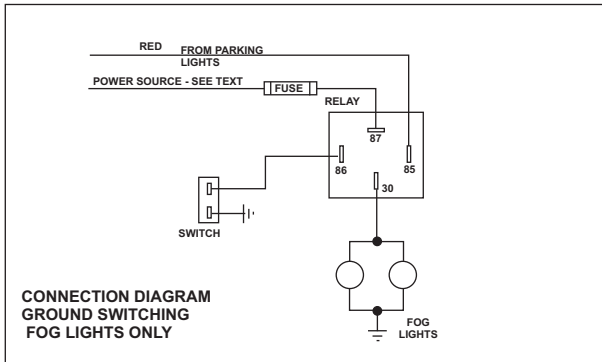 RED
FROM PARKING
LIGHTS
POWER SOURCE - SEE TEXT
FUSE
RELAY
87
86
85
30
SWITCH
CONNECTION DIAGRAM
GROUND SWITCHING
FOG LIGHTS ONLY
FOG
LIGHTS